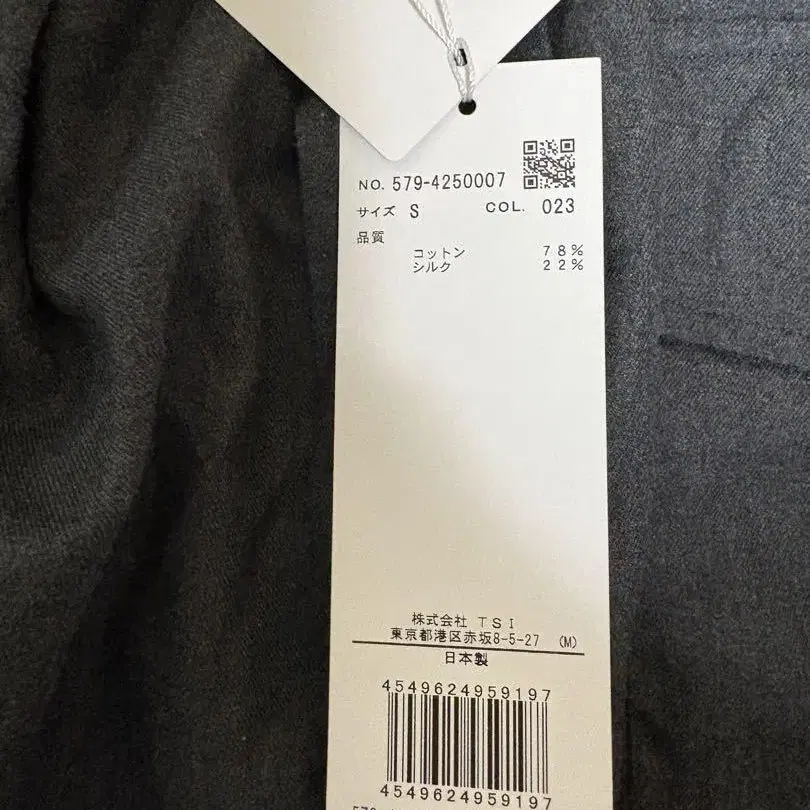 NO. 579-4250007
サイズ S COL. 023
品質
コットン 78%
シルク 22%
株式会社 TSI
東京都港区赤坂8-5-27 (M)
日本製
4549624959197
4549624959197